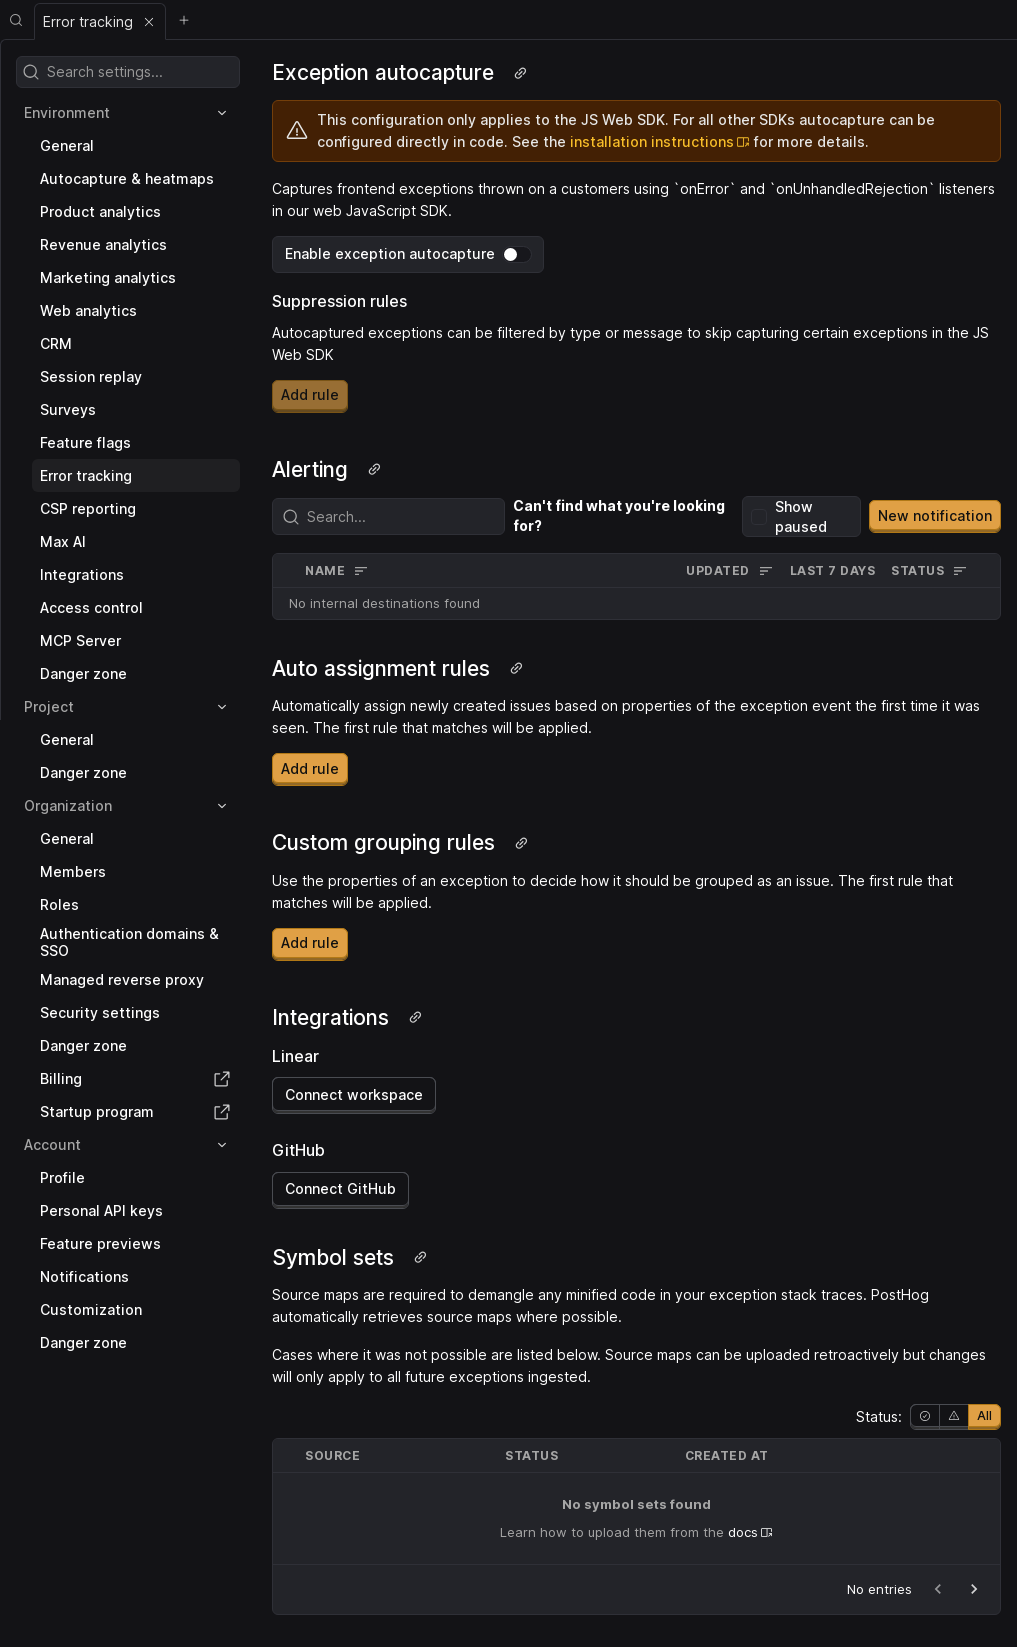 Error tracking
Search settings...
Environment
General
Autocapture & heatmaps
Product analytics
Revenue analytics
Marketing analytics
Web analytics
CRM
Session replay
Surveys
Feature flags
Error tracking
CSP reporting
Max AI
Integrations
Access control
MCP Server
Danger zone
Project
General
Danger zone
Organization
General
Members
Roles
Authentication domains &
SSO
Managed reverse proxy
Security settings
Danger zone
Billing
Startup program
Account
Profile
Personal API keys
Feature previews
Notifications
Customization
Danger zone
Exception autocapture
This configuration only applies to the JS Web SDK. For all other SDKs autocapture can be
configured directly in code. See the installation instructions for more details.
Captures frontend exceptions thrown on a customers using `onError` and `onUnhandledRejection` listeners
in our web JavaScript SDK.
Enable exception autocapture
Suppression rules
Autocaptured exceptions can be filtered by type or message to skip capturing certain exceptions in the JS
Web SDK
Add rule
Alerting
Search...
Can't find what you're looking
for?
Show
paused
New notification
NAME UPDATED LAST 7 DAYS STATUS
No internal destinations found
Auto assignment rules
Automatically assign newly created issues based on properties of the exception event the first time it was
seen. The first rule that matches will be applied.
Add rule
Custom grouping rules
Use the properties of an exception to decide how it should be grouped as an issue. The first rule that
matches will be applied.
Add rule
Integrations
Linear
Connect workspace
GitHub
Connect GitHub
Symbol sets
Source maps are required to demangle any minified code in your exception stack traces. PostHog
automatically retrieves source maps where possible.
Cases where it was not possible are listed below. Source maps can be uploaded retroactively but changes
will only apply to all future exceptions ingested.
Status: All
SOURCE STATUS CREATED AT
No symbol sets found
Learn how to upload them from the docs
No entries